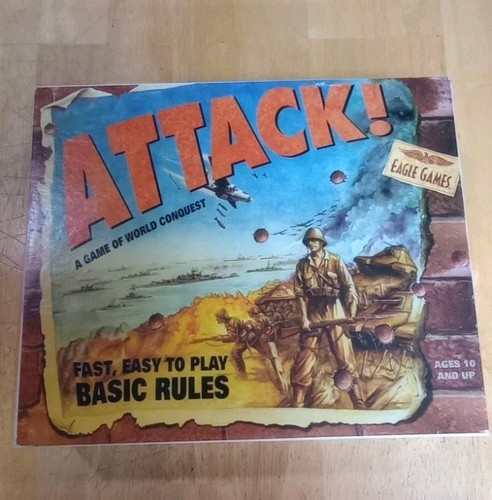 ATTACK!
EAGLE GAMES
A GAME OF WORLD CONQUEST
FAST, EASY TO PLAY
BASIC RULES
AGES 10
AND UP